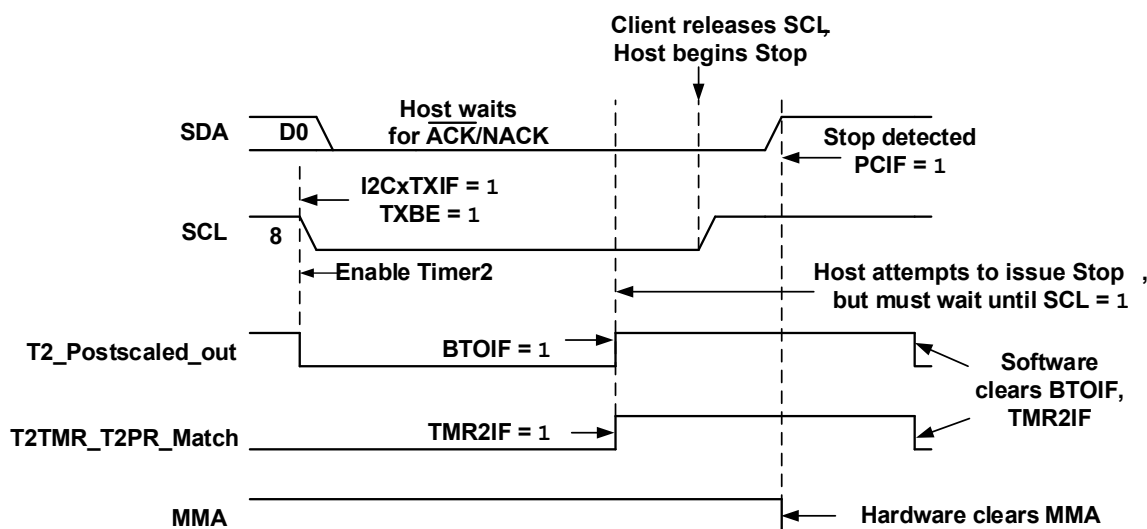 Client releases SCL,
Host begins Stop
SDA
D0
Host waits
for ACK/NACK
Stop detected
PCIF = 1
I2CxTXIF = 1
TXBE = 1
SCL
8
Enable Timer2
Host attempts to issue Stop ,
but must wait until SCL = 1
T2_Postscaled_out
BTOIF = 1
Software
clears BTOIF,
TMR2IF
T2TMR_T2PR_Match
TMR2IF = 1
MMA
Hardware clears MMA